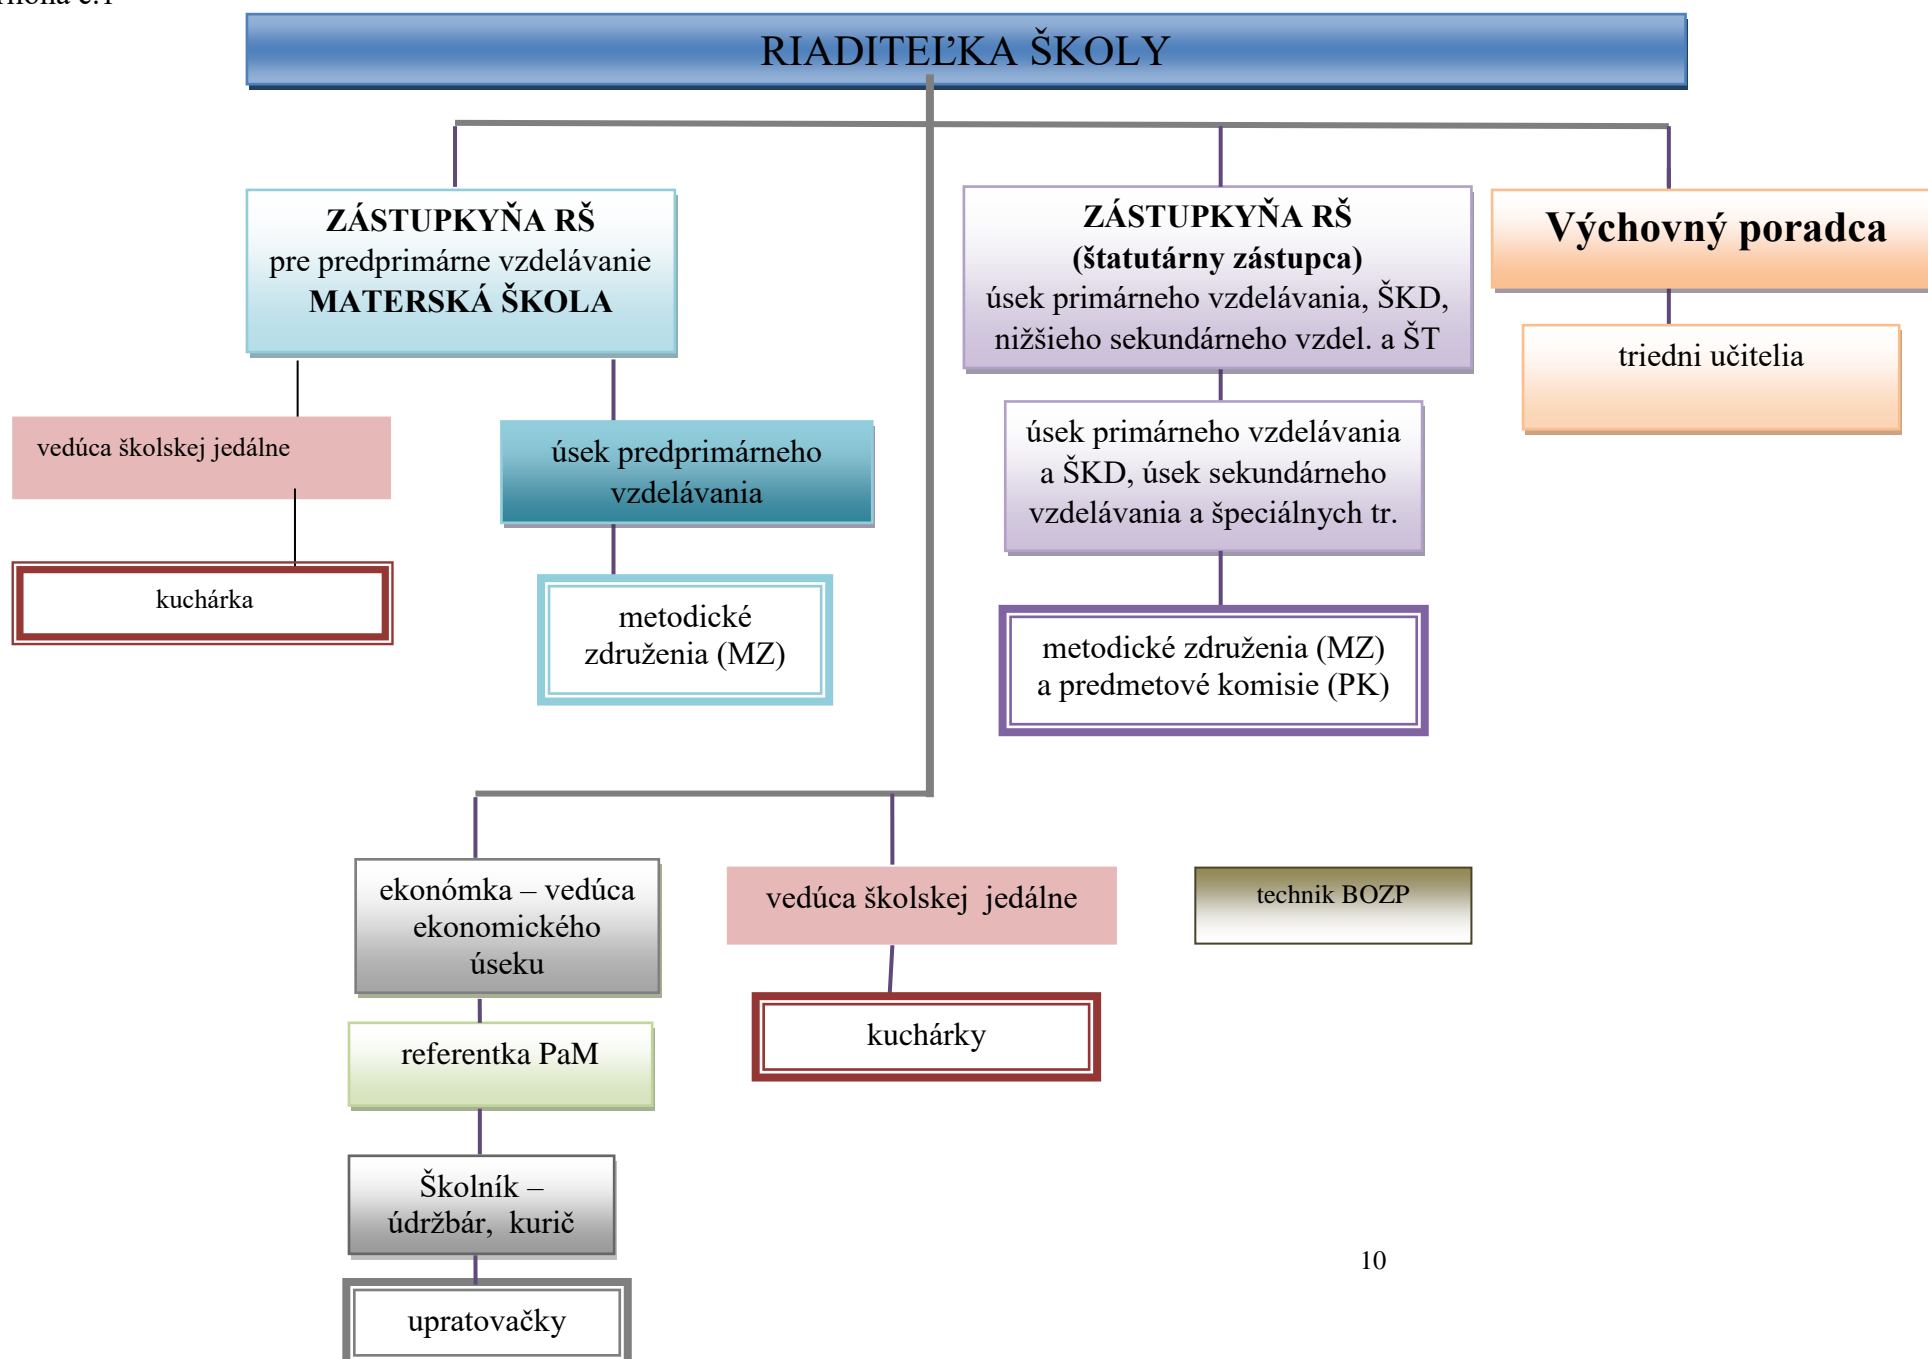 RIADITEĽKA ŠKOLY
ZÁSTUPKYŇA RŠ
pre predprimárne vzdelávanie
MATERSKÁ ŠKOLA
ZÁSTUPKYŇA RŠ
(štatutárny zástupca)
úsek primárneho vzdelávania, ŠKD,
nižšieho sekundárneho vzdel. a ŠT
Výchovný poradca
triedni učitelia
vedúca školskej jedálne
úsek predprimárneho
vzdelávania
úsek primárneho vzdelávania
a ŠKD, úsek sekundárneho
vzdelávania a špeciálnych tr.
kuchárka
metodické
združenia (MZ)
metodické združenia (MZ)
a predmetové komisie (PK)
ekonómka – vedúca
ekonomického
úseku
vedúca školskej  jedálne
technik BOZP
referentka PaM
kuchárky
Školník –
údržbár,  kurič
upratovačky
10